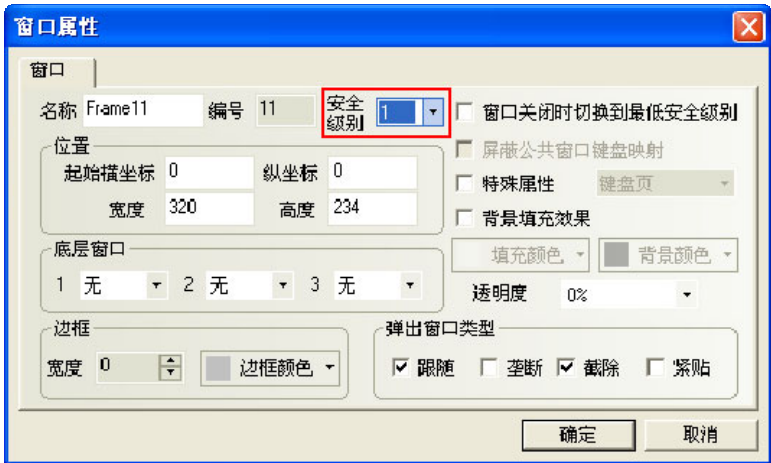 窗口属性
窗口
名称 Frame11 编号 11 安全级别 1 窗口关闭时切换到最低安全级别
位置 屏蔽公共窗口键盘映射
起始横坐标 0 纵坐标 0 特殊属性 键盘页
宽度 320 高度 234 背景填充效果
底层窗口 填充颜色 背景颜色
1 无 2 无 3 无 透明度 0%
边框 弹出窗口类型
宽度 0 边框颜色 跟随 垄断 截除 紧贴
确定 取消